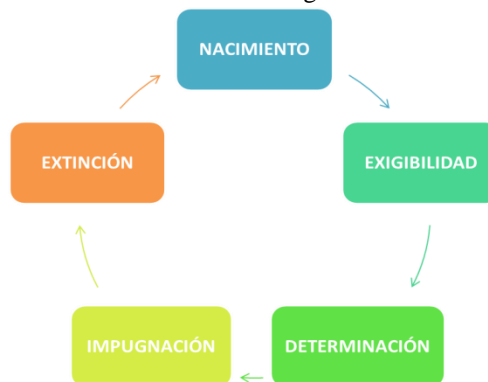 NACIMIENTO
EXIGIBILIDAD
DETERMINACIÓN
IMPUGNACIÓN
EXTINCIÓN